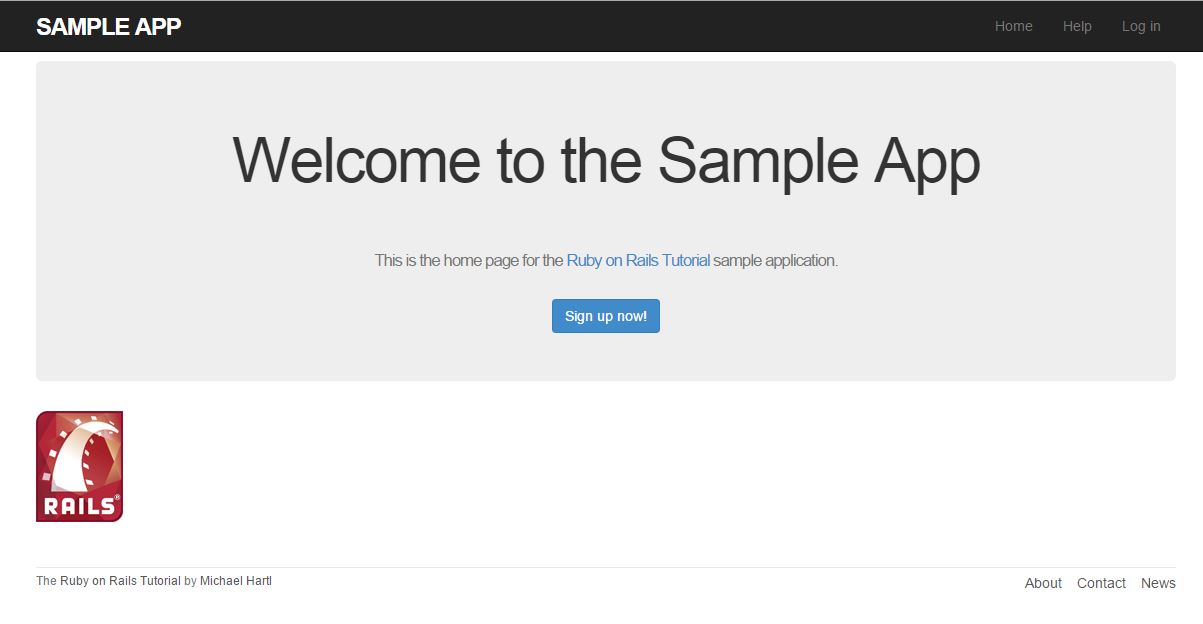 SAMPLE APP Home Help Log in
Welcome to the Sample App
This is the home page for the Ruby on Rails Tutorial sample application.
Sign up now!
RAILS®
The Ruby on Rails Tutorial by Michael Hartl About Contact News